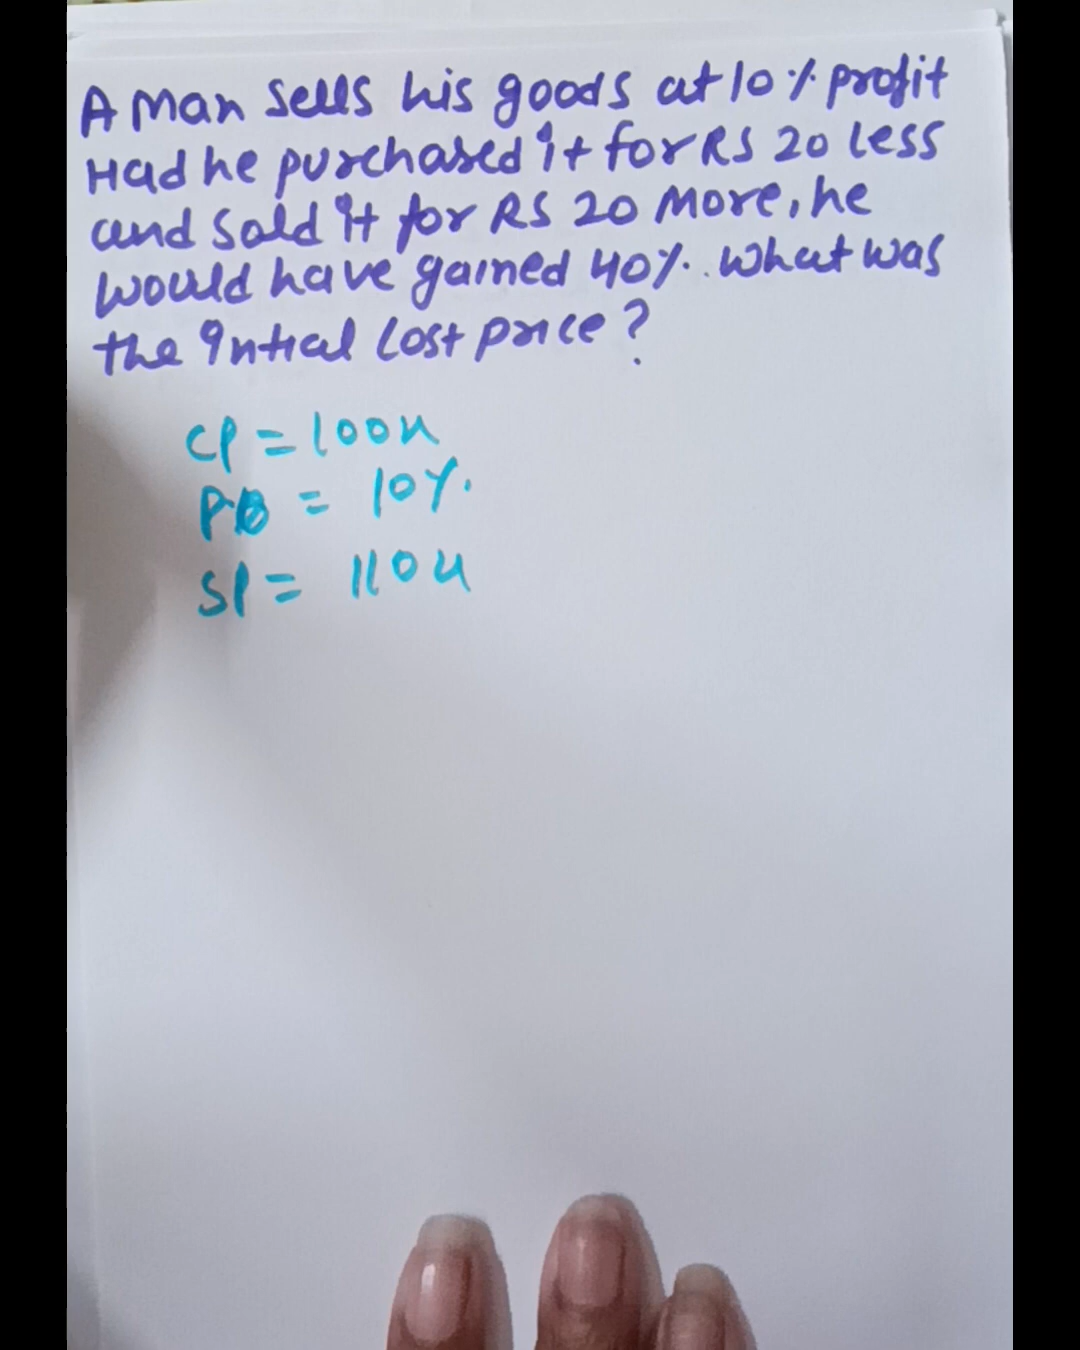 A Man sells his goods at 10% profit
Had he purchased it for RS 20 less
and sold it for RS 20 More, he
would have gained 40%. What was
the intial cost price?
CP = 100x
P% = 10%.
SP = 110x